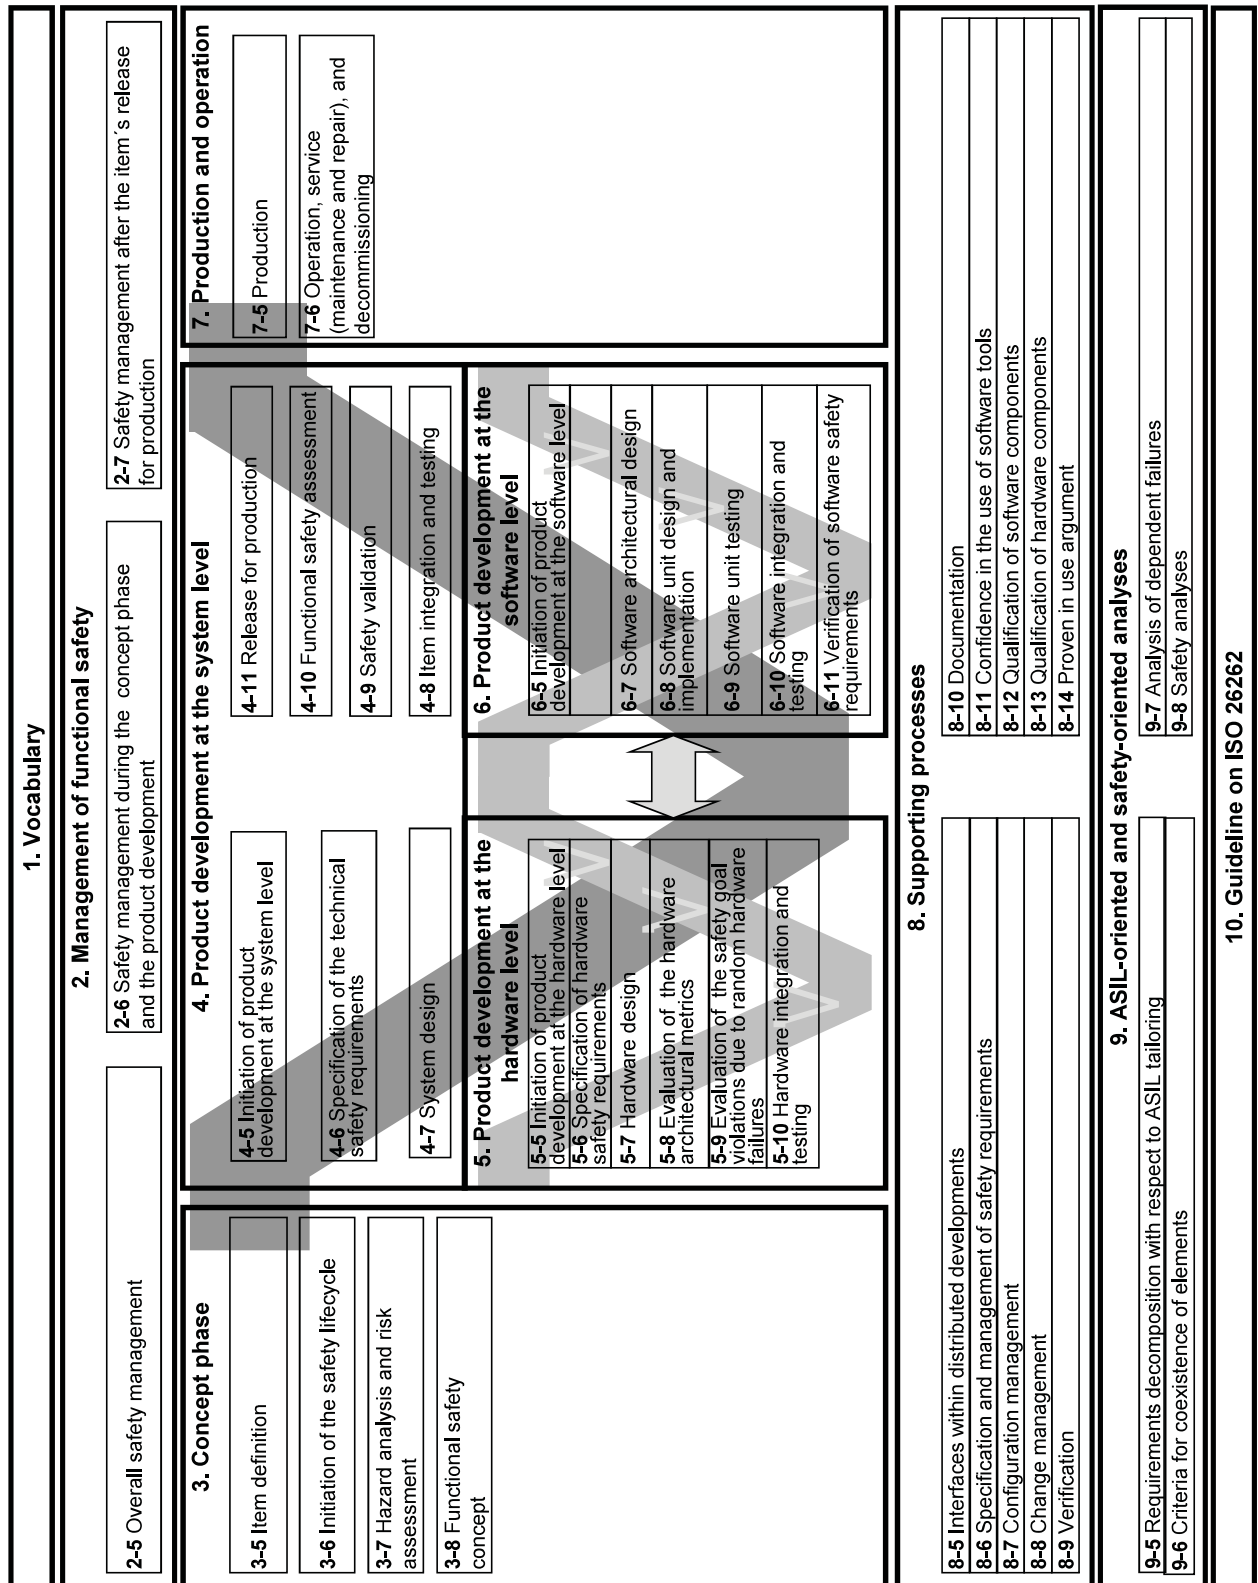 1. Vocabulary
2. Management of functional safety
2-5 Overall safety management
2-6 Safety management during the concept phase
and the product development
2-7 Safety management after the item´s release
for production
3. Concept phase
3-5 Item definition
3-6 Initiation of the safety lifecycle
3-7 Hazard analysis and risk
assessment
3-8 Functional safety
concept
4. Product development at the system level
4-5 Initiation of product
development at the system level
4-6 Specification of the technical
safety requirements
4-7 System design
4-11 Release for production
4-10 Functional safety assessment
4-9 Safety validation
4-8 Item integration and testing
7. Production and operation
7-5 Production
7-6 Operation, service
(maintenance and repair), and
decommissioning
5. Product development at the
hardware level
5-5 Initiation of product
development at the hardware level
5-6 Specification of hardware
safety requirements
5-7 Hardware design
5-8 Evaluation of the hardware
architectural metrics
5-9 Evaluation of the safety goal
violations due to random hardware
failures
5-10 Hardware integration and
testing
6. Product development at the
software level
6-5 Initiation of product
development at the software level
6-7 Software architectural design
6-8 Software unit design and
implementation
6-9 Software unit testing
6-10 Software integration and
testing
6-11 Verification of software safety
requirements
8. Supporting processes
8-5 Interfaces within distributed developments
8-6 Specification and management of safety requirements
8-7 Configuration management
8-8 Change management
8-9 Verification
8-10 Documentation
8-11 Confidence in the use of software tools
8-12 Qualification of software components
8-13 Qualification of hardware components
8-14 Proven in use argument
9. ASIL-oriented and safety-oriented analyses
9-5 Requirements decomposition with respect to ASIL tailoring
9-6 Criteria for coexistence of elements
9-7 Analysis of dependent failures
9-8 Safety analyses
10. Guideline on ISO 26262